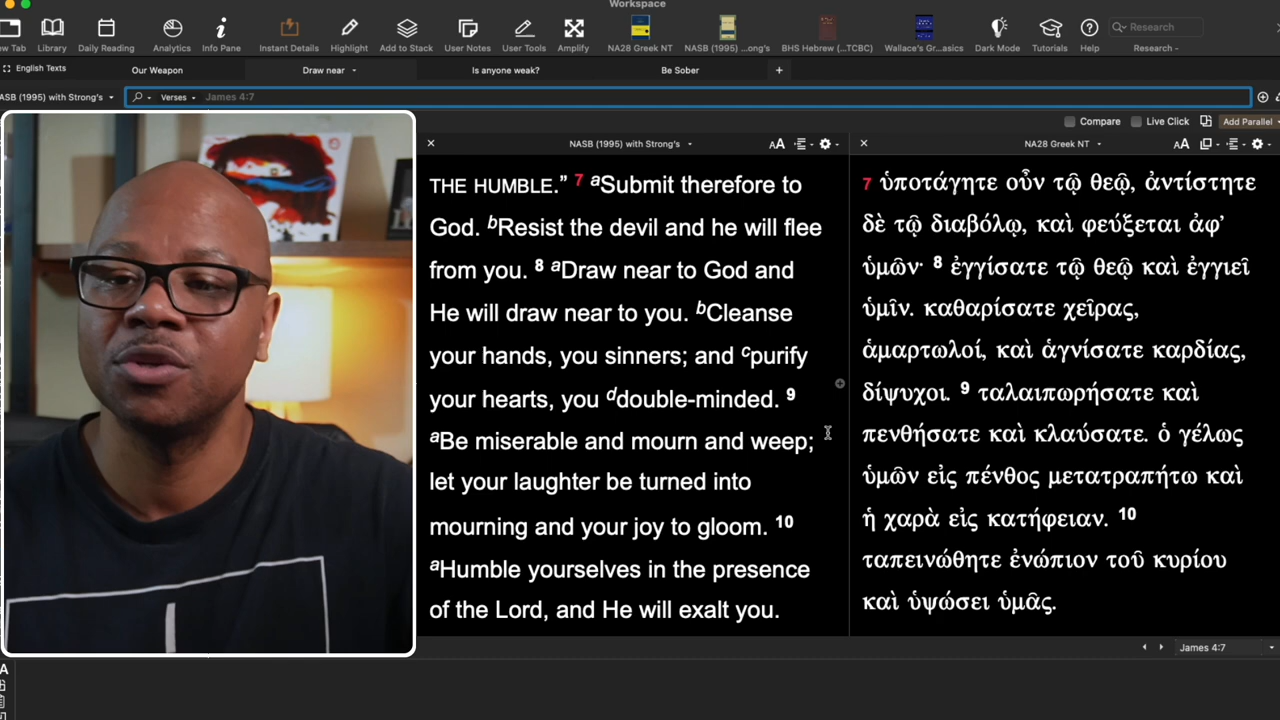 Workspace
ew Tab
Library
Daily Reading
Analytics
Info Pane
Instant Details
Highlight
Add to Stack
User Notes
User Tools
Amplify
NA28 Greek NT
NASB (1995) ...ong's
BHS Hebrew (...TCBC)
Wallace's Gr...asics
Dark Mode
Tutorials
Help
Research
Research
English Texts
Our Weapon
Draw near
Is anyone weak?
Be Sober
+
ASB (1995) with Strong's
Verses
James 4:7
Compare
Live Click
Add Parallel
NASB (1995) with Strong's
AA
THE HUMBLE.” 7 aSubmit therefore to
God. bResist the devil and he will flee
from you. 8 aDraw near to God and
He will draw near to you. bCleanse
your hands, you sinners; and cpurify
your hearts, you ddouble-minded. 9
aBe miserable and mourn and weep;
let your laughter be turned into
mourning and your joy to gloom. 10
aHumble yourselves in the presence
of the Lord, and He will exalt you.
NA28 Greek NT
AA
7 ὑποτάγητε οὖν τῷ θεῷ, ἀντίστητε
δὲ τῷ διαβόλῳ, καὶ φεύξεται ἀφ’
ὑμῶν· 8 ἐγγίσατε τῷ θεῷ καὶ ἐγγιεῖ
ὑμῖν. καθαρίσατε χεῖρας,
ἁμαρτωλοί, καὶ ἁγνίσατε καρδίας,
δίψυχοι. 9 ταλαιπωρήσατε καὶ
πενθήσατε καὶ κλαύσατε. ὁ γέλως
ὑμῶν εἰς πένθος μετατραπήτω καὶ
ἡ χαρὰ εἰς κατήφειαν. 10
ταπεινώθητε ἐνώπιον τοῦ κυρίου
καὶ ὑψώσει ὑμᾶς.
James 4:7
A